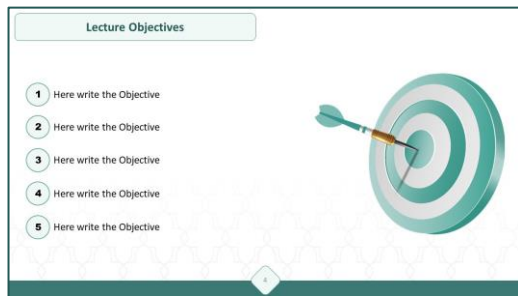 Lecture Objectives
1 Here write the Objective
2 Here write the Objective
3 Here write the Objective
4 Here write the Objective
5 Here write the Objective
4